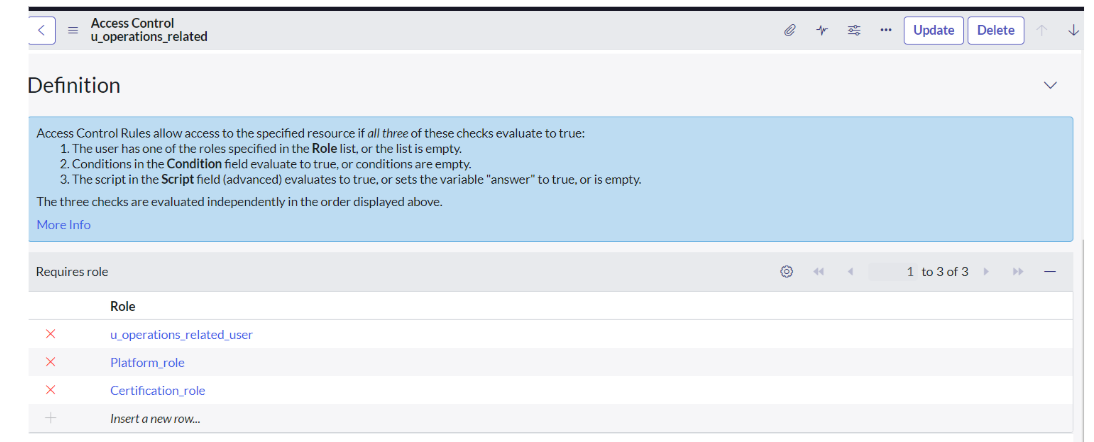 Access Control
u_operations_related
Update
Delete
Definition
Access Control Rules allow access to the specified resource if all three of these checks evaluate to true:
1. The user has one of the roles specified in the Role list, or the list is empty.
2. Conditions in the Condition field evaluate to true, or conditions are empty.
3. The script in the Script field (advanced) evaluates to true, or sets the variable "answer" to true, or is empty.
The three checks are evaluated independently in the order displayed above.
More Info
Requires role
1 to 3 of 3
Role
u_operations_related_user
Platform_role
Certification_role
Insert a new row...